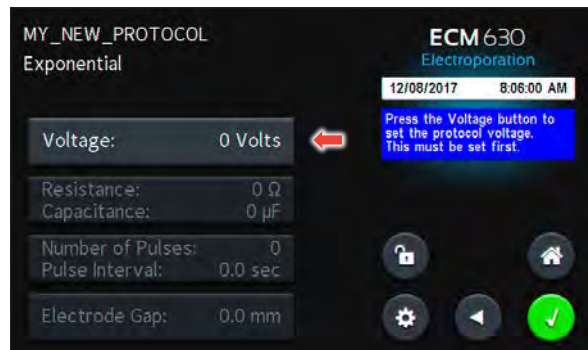 MY_NEW_PROTOCOL
Exponential
Voltage: 0 Volts
Resistance: 0 Ω
Capacitance: 0 µF
Number of Pulses: 0
Pulse Interval: 0.0 sec
Electrode Gap: 0.0 mm
ECM 630
Electroporation
12/08/2017 8:06:00 AM
Press the Voltage button to
set the protocol voltage.
This must be set first.